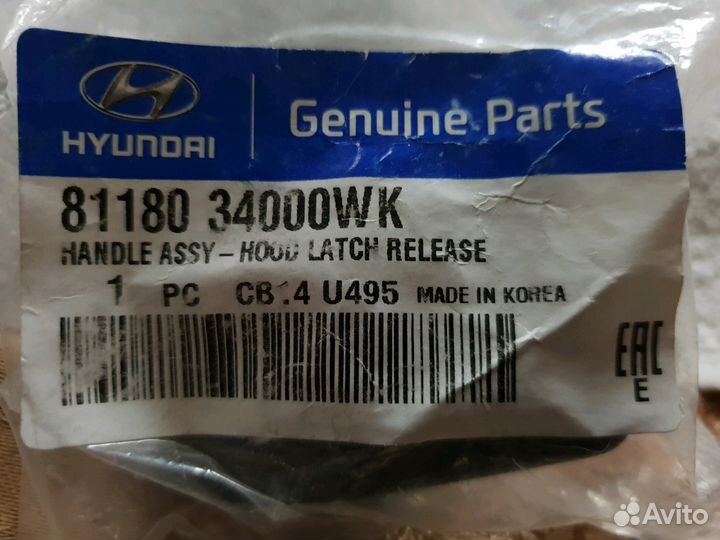 HYUNDAI
Genuine Parts
81180 34000WK
HANDLE ASSY - HOOD LATCH RELEASE
1 PC CB14 U495 MADE IN KOREA
EAC
E
Avito